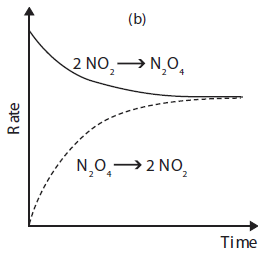 (b)
2 NO₂ ⟶ N₂O₄
Rate
N₂O₄ ⟶ 2 NO₂
Time